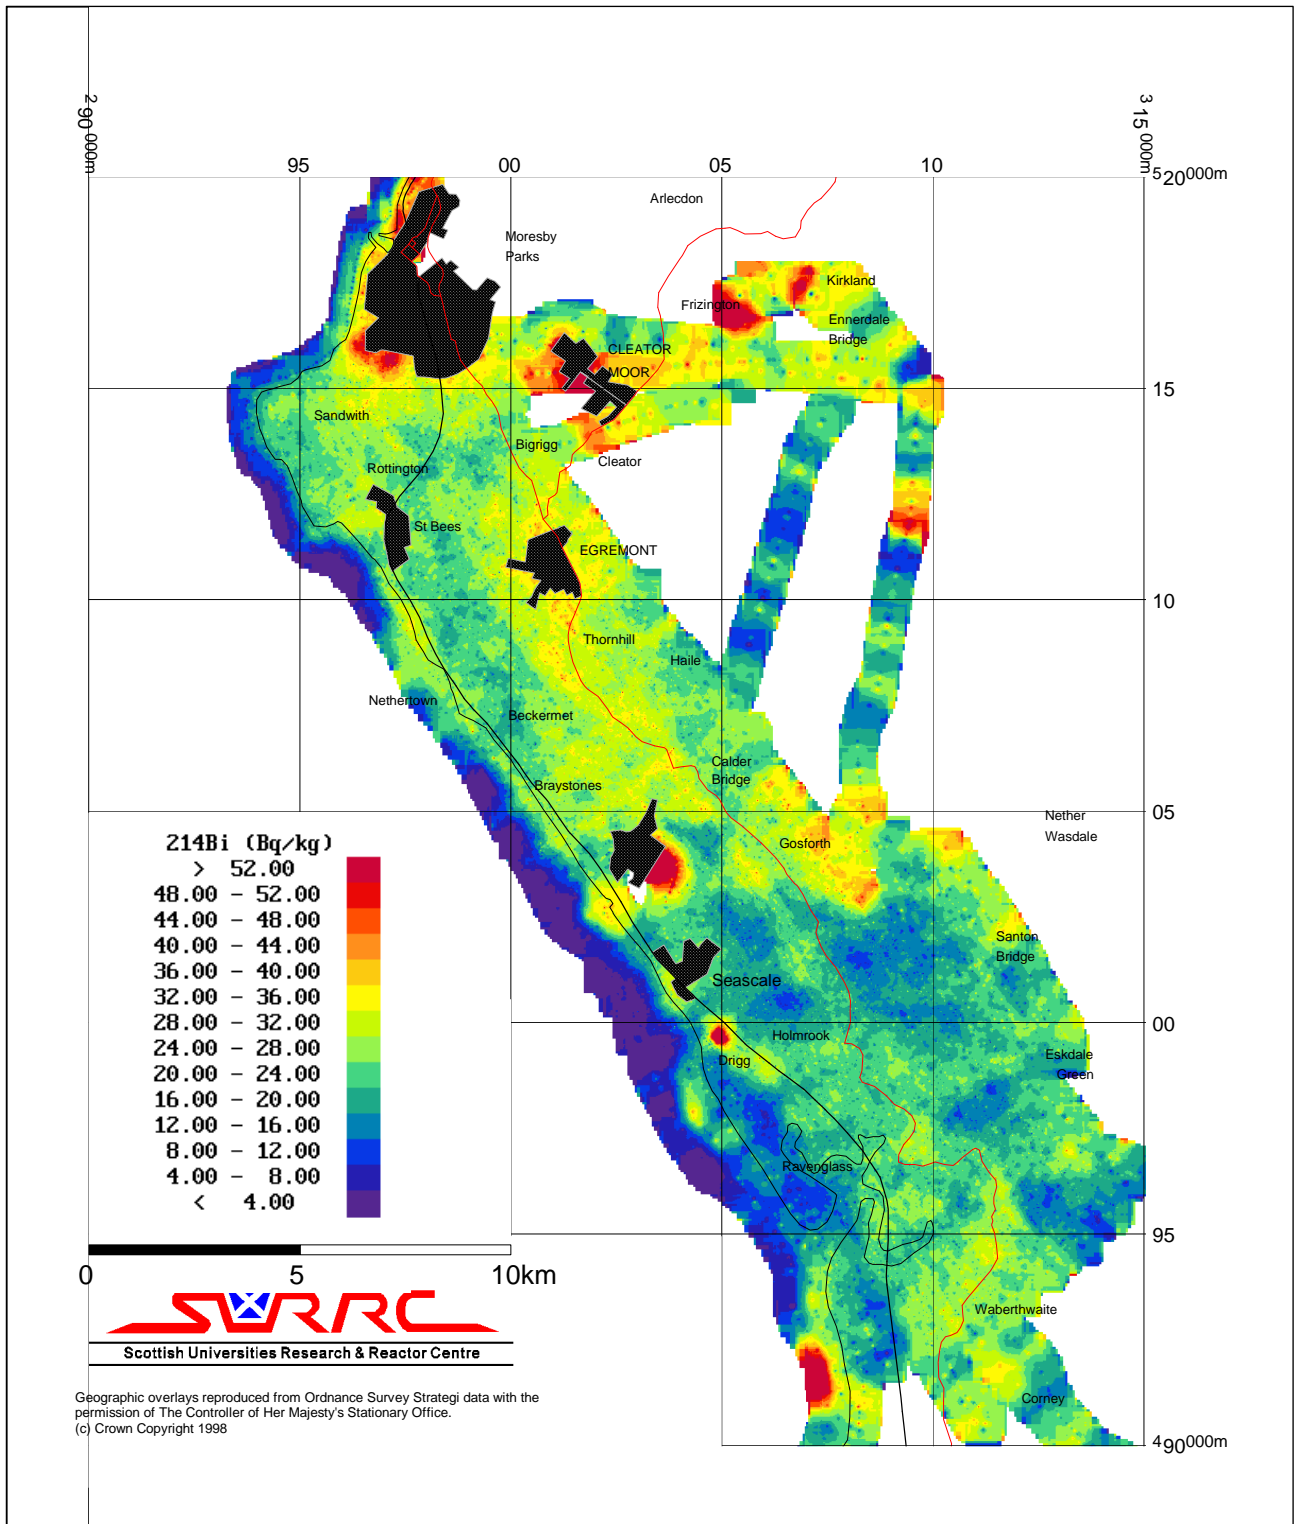 2 90 000m
3 15 000m
95 00 05 10
5 20000m
Arlecdon
Moresby
Parks
Kirkland
Frizington
Ennerdale
Bridge
CLEATOR
MOOR
15
Sandwith
Bigrigg
Cleator
Rottington
St Bees
EGREMONT
10
Thornhill
Haile
Nethertown
Beckermet
Calder
Bridge
Braystones
05
Nether
Wasdale
Gosforth
214Bi (Bq/kg)
> 52.00
48.00 - 52.00
44.00 - 48.00
40.00 - 44.00
36.00 - 40.00
32.00 - 36.00
28.00 - 32.00
24.00 - 28.00
20.00 - 24.00
16.00 - 20.00
12.00 - 16.00
8.00 - 12.00
4.00 - 8.00
< 4.00
Santon
Bridge
Seascale
00
Holmrook
Drigg
Eskdale
Green
Ravenglass
95
0 5 10km
Waberthwaite
SURRC
Scottish Universities Research & Reactor Centre
Corney
Geographic overlays reproduced from Ordnance Survey Strategi data with the
permission of The Controller of Her Majesty's Stationary Office.
(c) Crown Copyright 1998
4 90000m